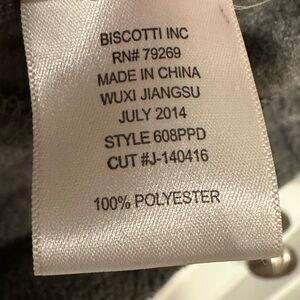 BISCOTTI INC
RN# 79269
MADE IN CHINA
WUXI JIANGSU
JULY 2014
STYLE 608PPD
CUT #J-140416
100% POLYESTER